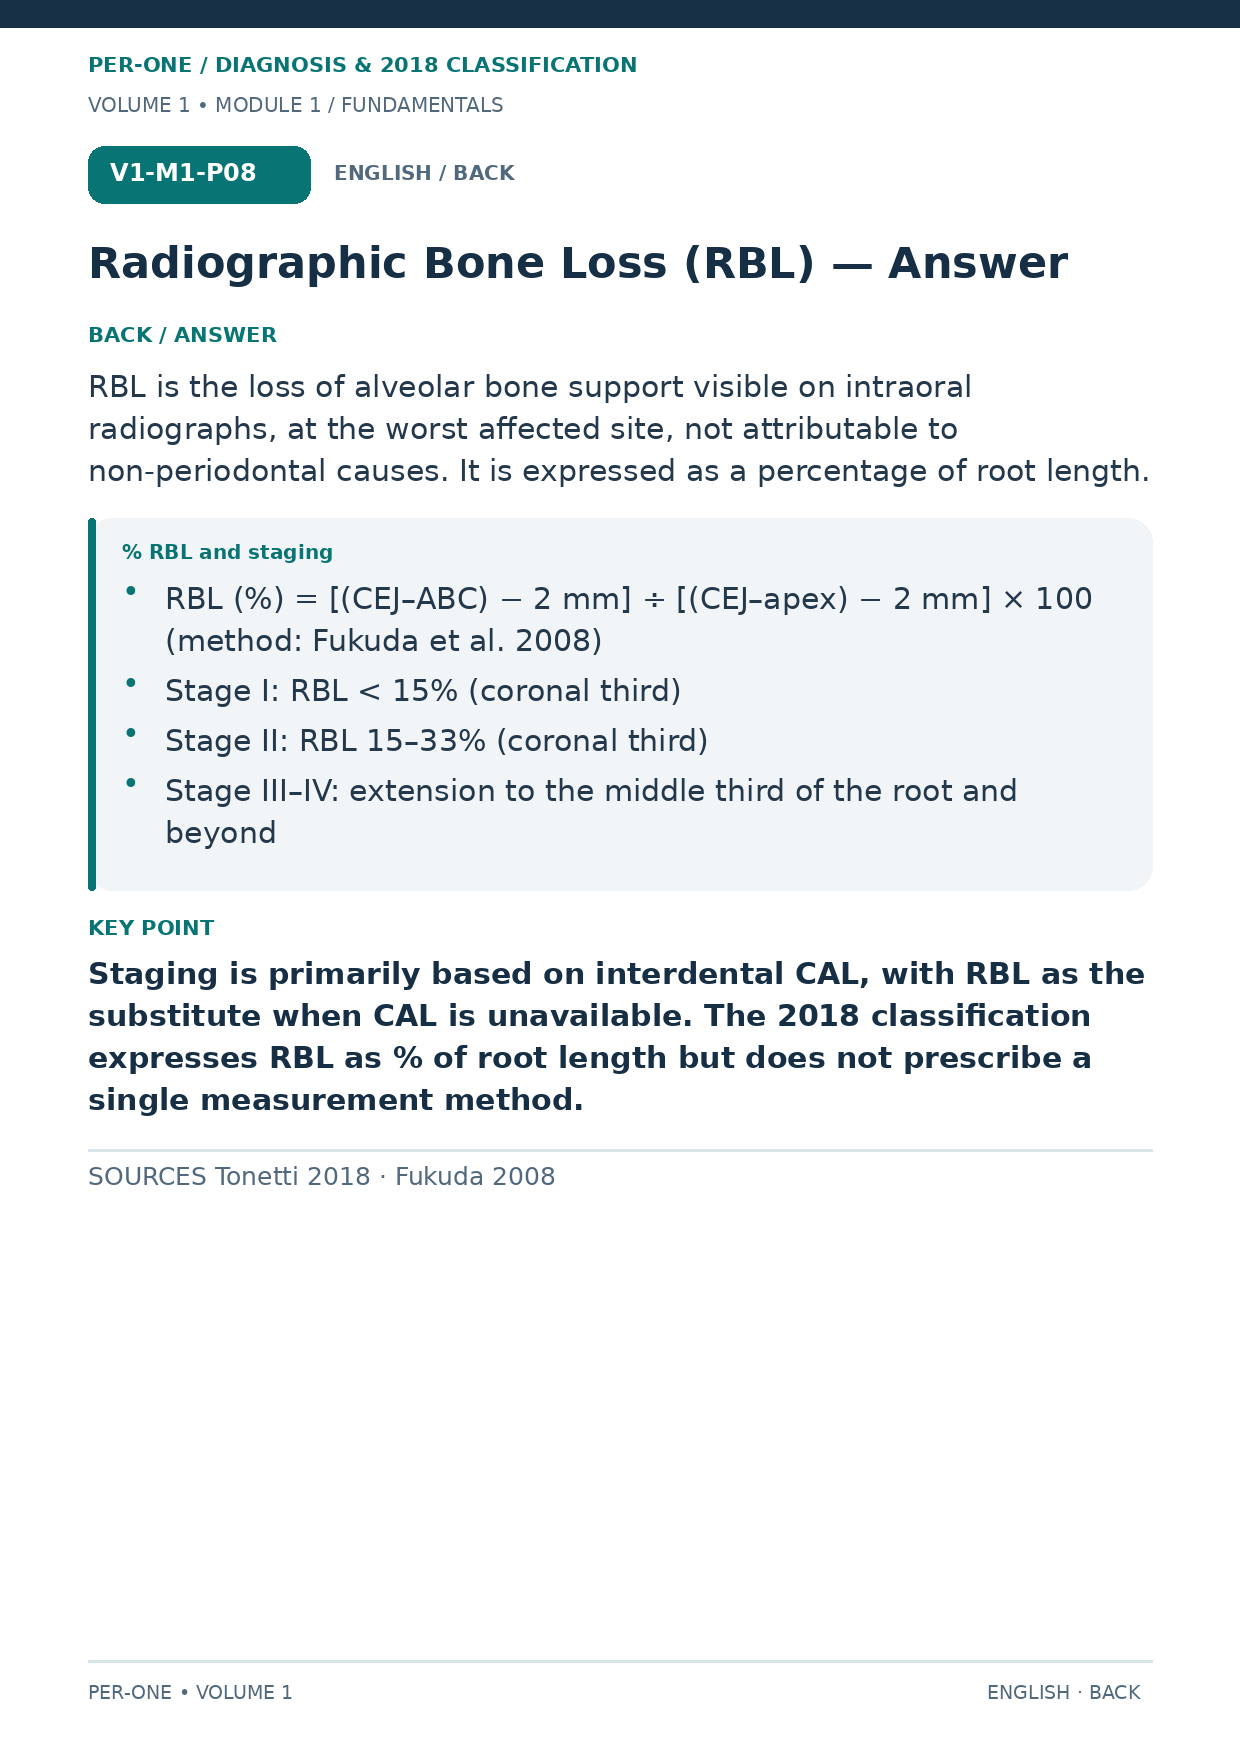 PER-ONE / DIAGNOSIS & 2018 CLASSIFICATION
VOLUME 1 • MODULE 1 / FUNDAMENTALS
V1-M1-P08
ENGLISH / BACK
Radiographic Bone Loss (RBL) — Answer
BACK / ANSWER
RBL is the loss of alveolar bone support visible on intraoral
radiographs, at the worst affected site, not attributable to
non-periodontal causes. It is expressed as a percentage of root length.
% RBL and staging
• RBL (%) = [(CEJ–ABC) − 2 mm] ÷ [(CEJ–apex) − 2 mm] × 100
(method: Fukuda et al. 2008)
• Stage I: RBL < 15% (coronal third)
• Stage II: RBL 15–33% (coronal third)
• Stage III–IV: extension to the middle third of the root and
beyond
KEY POINT
Staging is primarily based on interdental CAL, with RBL as the
substitute when CAL is unavailable. The 2018 classification
expresses RBL as % of root length but does not prescribe a
single measurement method.
SOURCES Tonetti 2018 · Fukuda 2008
PER-ONE • VOLUME 1
ENGLISH · BACK